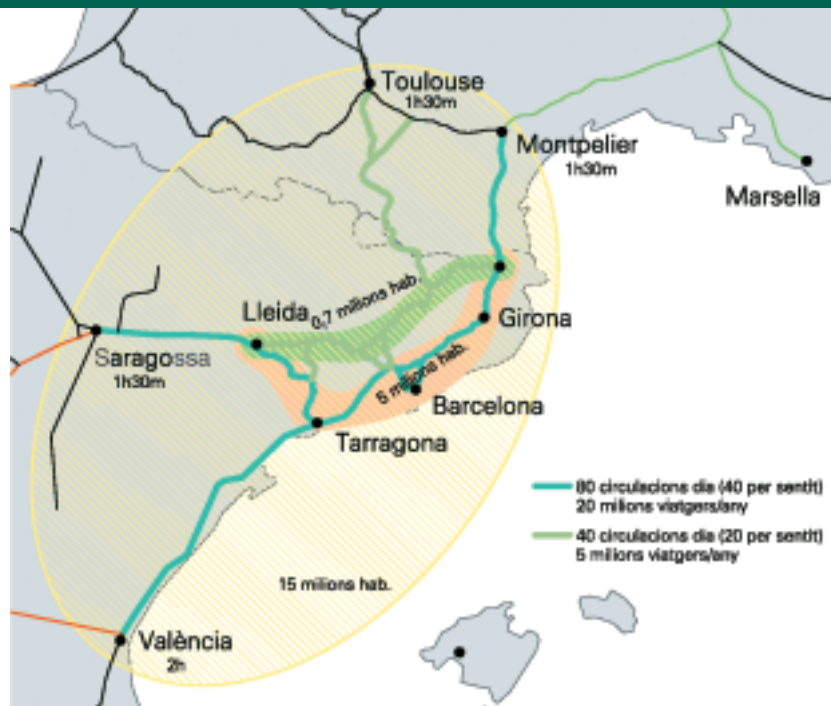 Toulouse
1h30m
Montpelier
1h30m
Marsella
Lleida
0,7 milions hab.
Girona
Saragossa
1h30m
5 milions hab.
Barcelona
Tarragona
80 circulacions dia (40 per sentit)
20 milions viatgers/any
40 circulacions dia (20 per sentit)
5 milions viatgers/any
15 milions hab.
València
2h